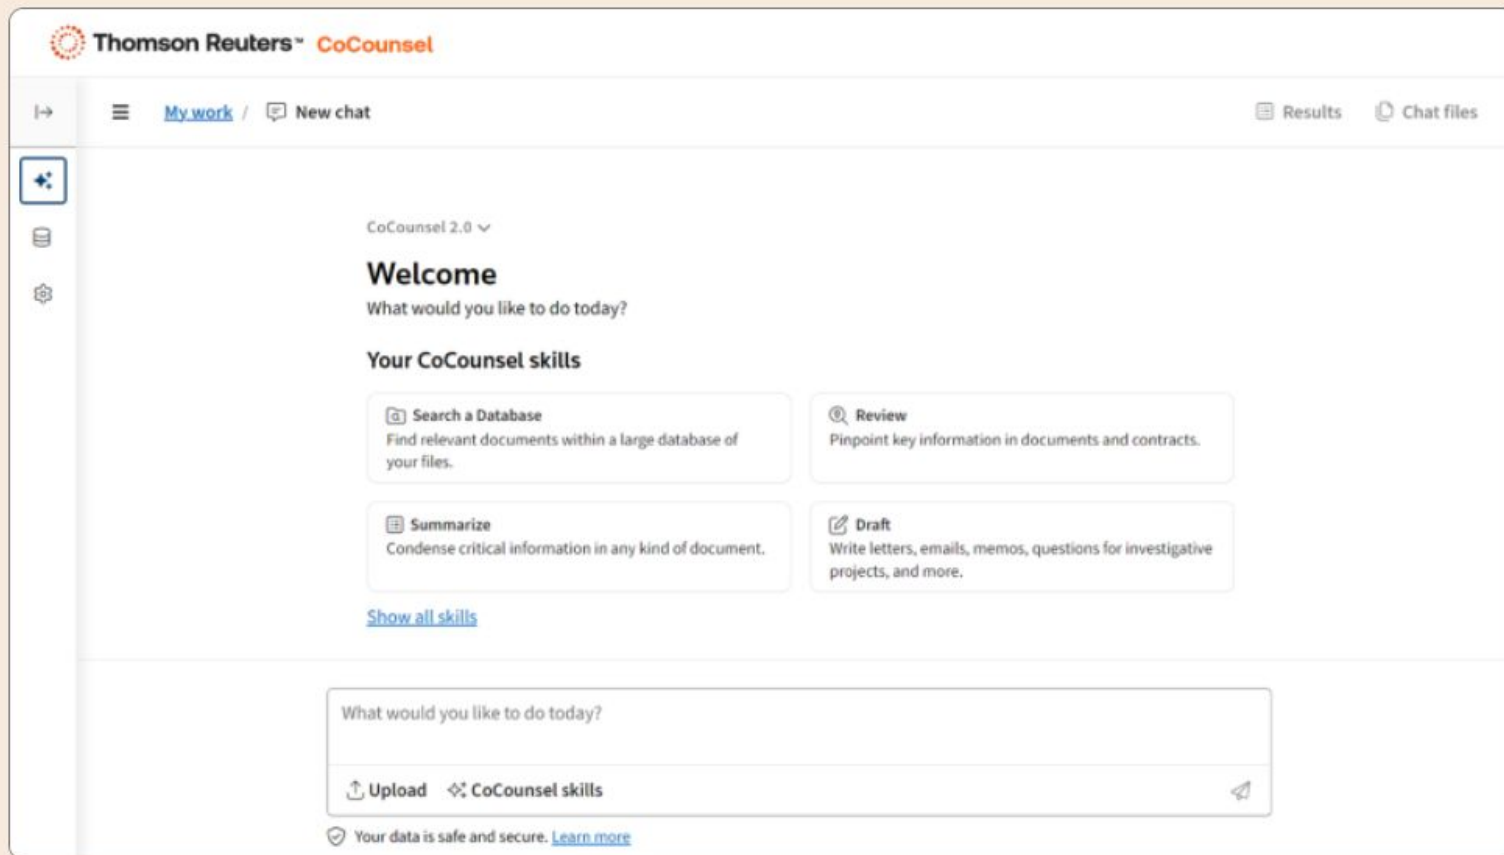 Thomson Reuters™ CoCounsel
My work / New chat
Results Chat files
CoCounsel 2.0
Welcome
What would you like to do today?
Your CoCounsel skills
Search a Database
Find relevant documents within a large database of
your files.
Review
Pinpoint key information in documents and contracts.
Summarize
Condense critical information in any kind of document.
Draft
Write letters, emails, memos, questions for investigative
projects, and more.
Show all skills
What would you like to do today?
Upload CoCounsel skills
Your data is safe and secure. Learn more